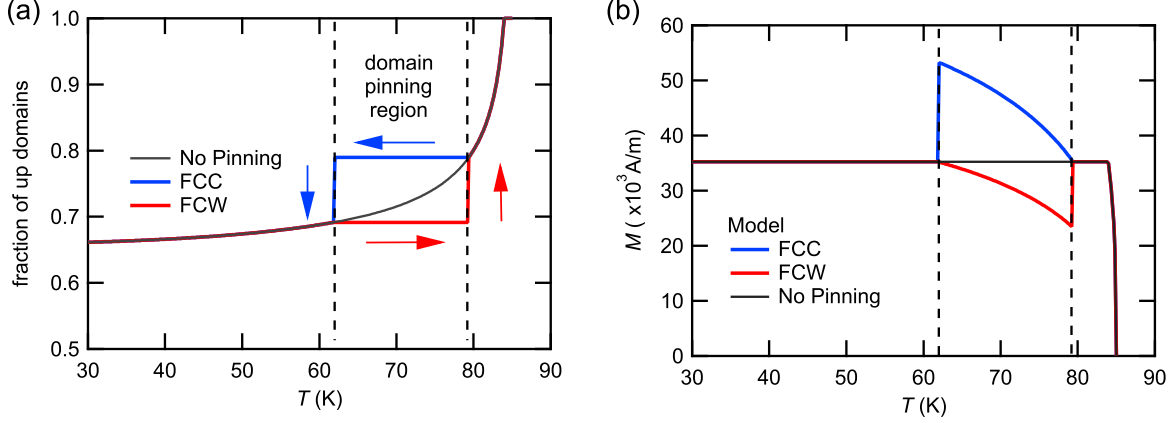 (a)
1.0
0.9
0.8
0.7
0.6
0.5
fraction of up domains
domain
pinning
region
No Pinning
FCC
FCW
30
40
50
60
70
80
90
T (K)
(b)
60
50
40
30
20
10
0
M ( x10³A/m)
Model
FCC
FCW
No Pinning
30
40
50
60
70
80
90
T (K)